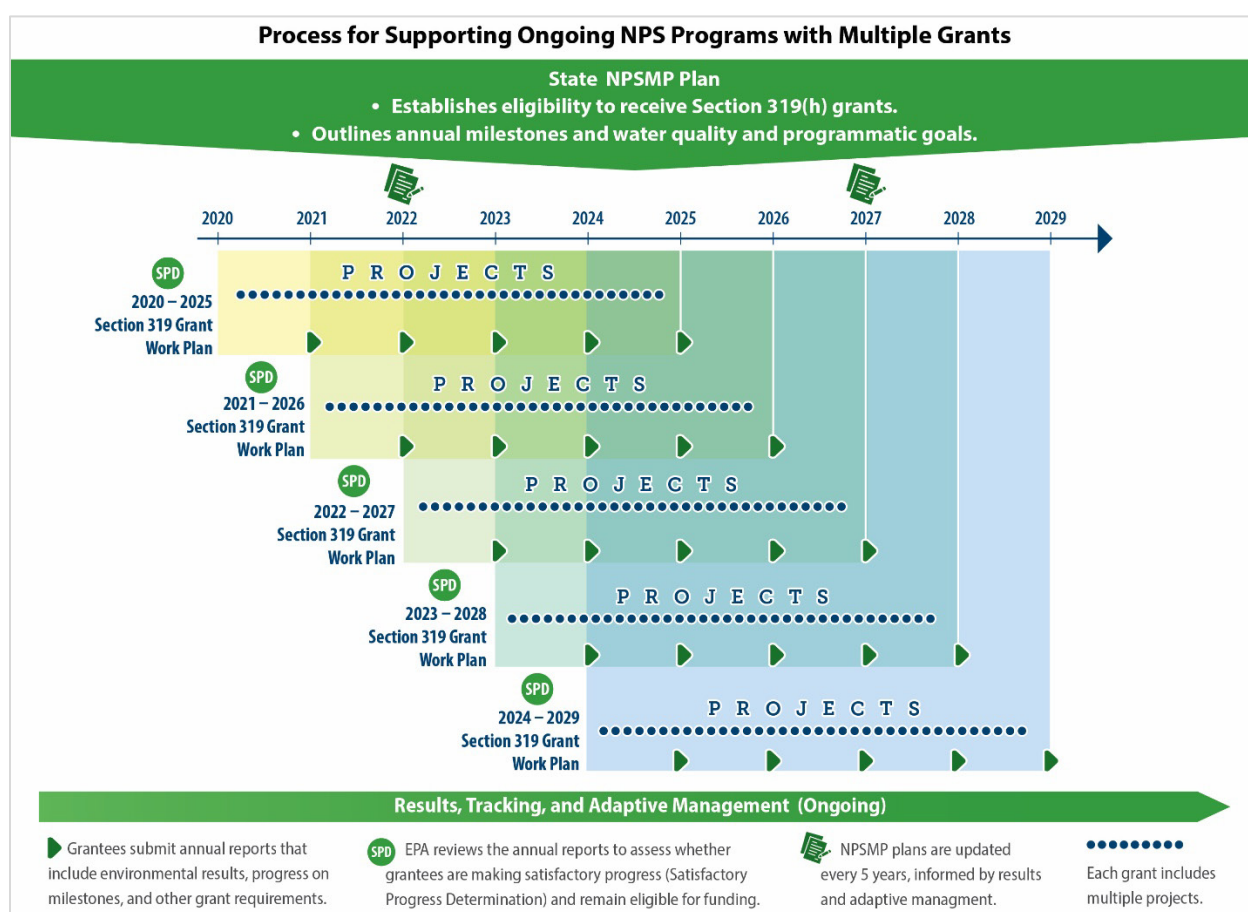 Process for Supporting Ongoing NPS Programs with Multiple Grants
State NPSMP Plan
• Establishes eligibility to receive Section 319(h) grants.
• Outlines annual milestones and water quality and programmatic goals.
2020 2021 2022 2023 2024 2025 2026 2027 2028 2029
SPD
PROJECTS
2020 – 2025
Section 319 Grant
Work Plan
SPD
PROJECTS
2021 – 2026
Section 319 Grant
Work Plan
SPD
PROJECTS
2022 – 2027
Section 319 Grant
Work Plan
SPD
PROJECTS
2023 – 2028
Section 319 Grant
Work Plan
SPD
PROJECTS
2024 – 2029
Section 319 Grant
Work Plan
Results, Tracking, and Adaptive Management (Ongoing)
Grantees submit annual reports that
include environmental results, progress on
milestones, and other grant requirements.
SPD EPA reviews the annual reports to assess whether
grantees are making satisfactory progress (Satisfactory
Progress Determination) and remain eligible for funding.
NPSMP plans are updated
every 5 years, informed by results
and adaptive managment.
Each grant includes
multiple projects.